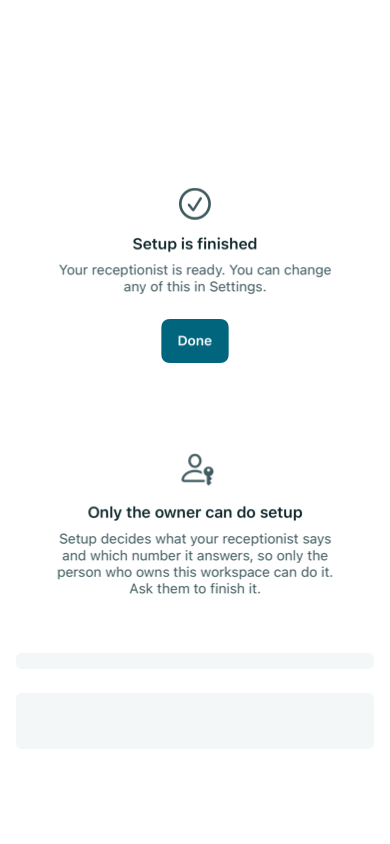 Setup is finished
Your receptionist is ready. You can change
any of this in Settings.
Done
Only the owner can do setup
Setup decides what your receptionist says
and which number it answers, so only the
person who owns this workspace can do it.
Ask them to finish it.